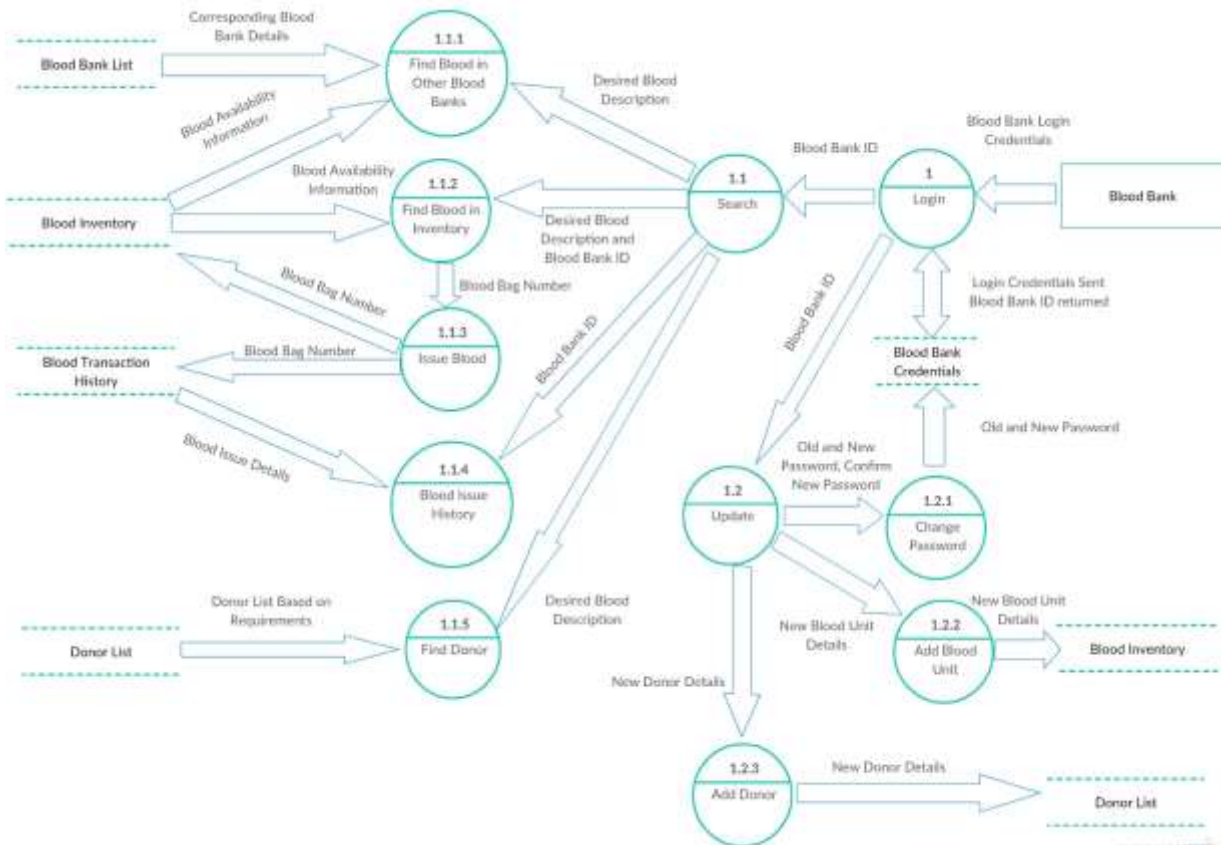 Corresponding Blood
Bank Details
Blood Bank List
1.1.1
Find Blood in
Other Blood
Banks
Desired Blood
Description
Blood Availability
Information
Blood Bank Login
Credentials
Blood Bank ID
Blood Availability
Information
1.1.2
Find Blood in
Inventory
1.1
Search
1
Login
Blood Bank
Blood Inventory
Desired Blood
Description and
Blood Bank ID
Blood Bag Number
Blood Bag Number
Login Credentials Sent
Blood Bank ID returned
Blood Bank ID
Blood Bank ID
1.1.3
Issue Blood
Blood Bag Number
Blood Transaction
History
Blood Bank
Credentials
Blood Issue Details
Old and New Password
1.1.4
Blood Issue
History
Old and New
Password, Confirm
New Password
1.2
Update
1.2.1
Change
Password
Donor List Based on
Requirements
Desired Blood
Description
1.1.5
Find Donor
Donor List
New Blood Unit
Details
New Blood Unit
Details
1.2.2
Add Blood
Unit
Blood Inventory
New Donor Details
1.2.3
Add Donor
New Donor Details
Donor List